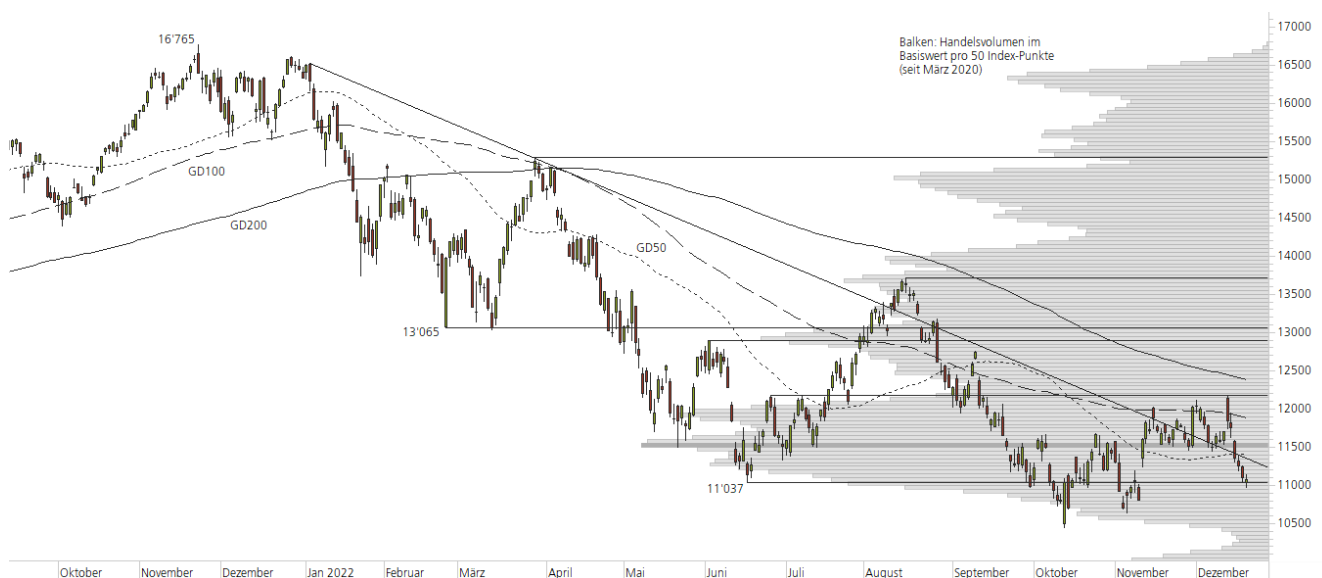 16'765
Balken: Handelsvolumen im
Basiswert pro 50 Index-Punkte
(seit März 2020)
GD100
GD200
GD50
13'065
11'037
17000
16500
16000
15500
15000
14500
14000
13500
13000
12500
12000
11500
11000
10500
Oktober November Dezember Jan 2022 Februar März April Mai Juni Juli August September Oktober November Dezember